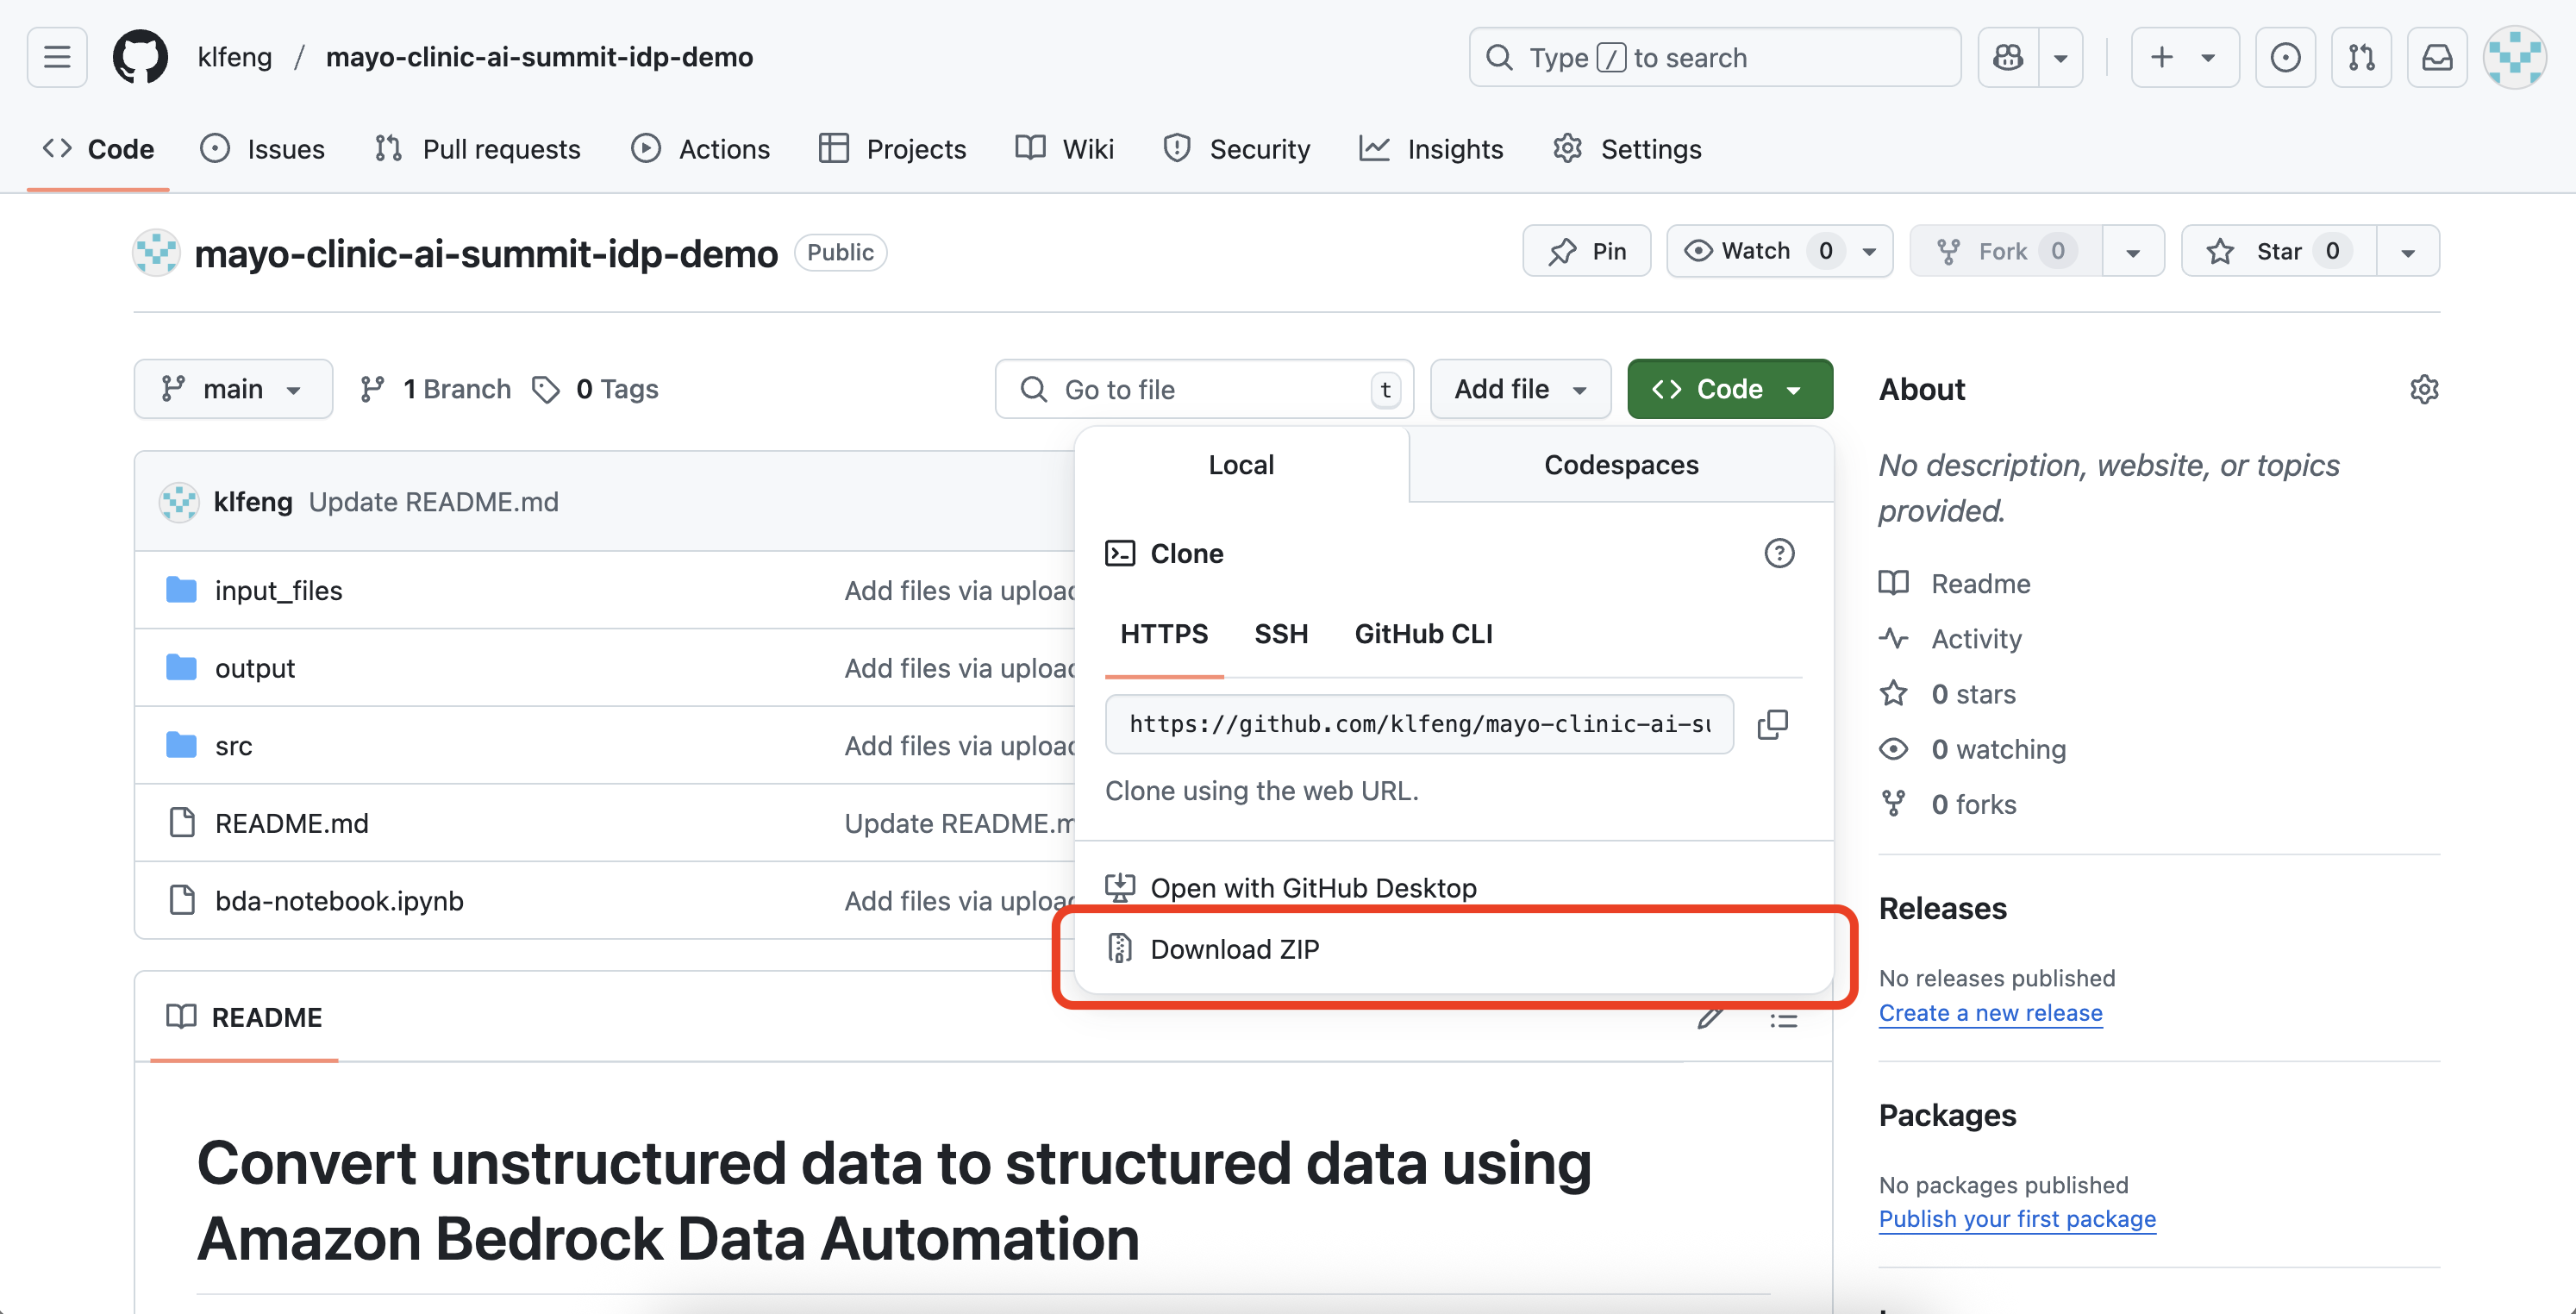 klfeng / mayo-clinic-ai-summit-idp-demo
Type / to search
Code Issues Pull requests Actions Projects Wiki Security Insights Settings
mayo-clinic-ai-summit-idp-demo Public
Pin Watch 0 Fork 0 Star 0
main 1 Branch 0 Tags
Go to file t Add file Code
Local Codespaces
Clone
HTTPS SSH GitHub CLI
https://github.com/klfeng/mayo-clinic-ai-su
Clone using the web URL.
Open with GitHub Desktop
Download ZIP
klfeng Update README.md
input_files Add files via upload
output Add files via upload
src Add files via upload
README.md Update README.m
bda-notebook.ipynb Add files via upload
README
Convert unstructured data to structured data using
Amazon Bedrock Data Automation
About
No description, website, or topics
provided.
Readme
Activity
0 stars
0 watching
0 forks
Releases
No releases published
Create a new release
Packages
No packages published
Publish your first package